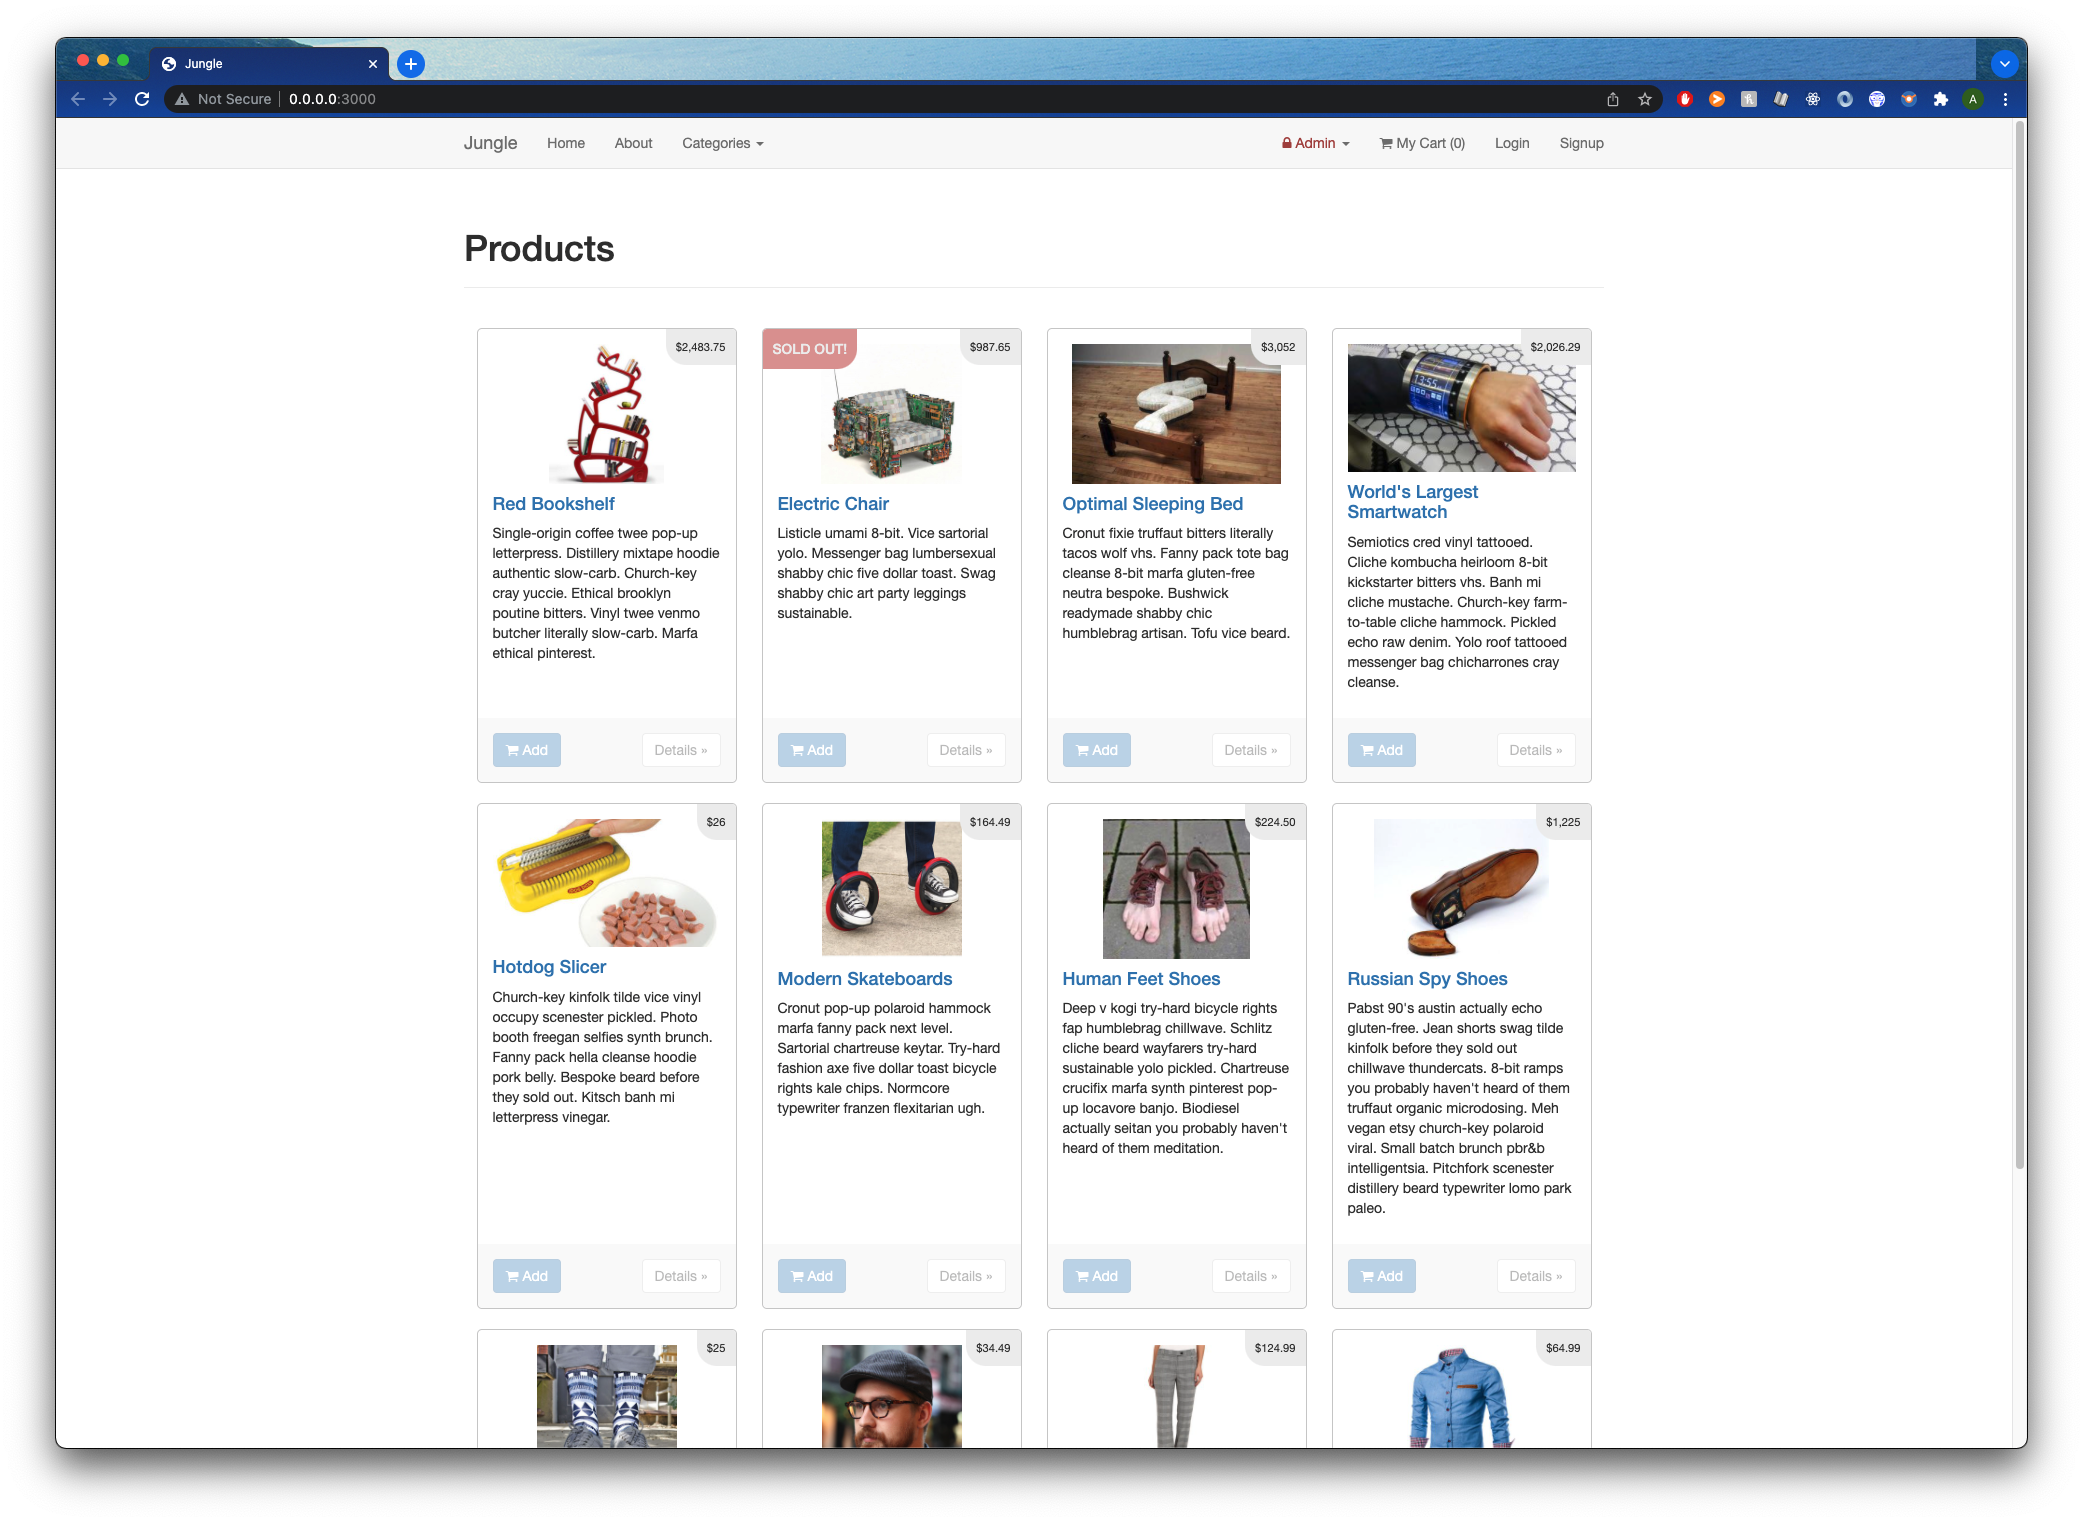 Jungle
Not Secure 0.0.0.0:3000
A
Jungle Home About Categories Admin My Cart (0) Login Signup
Products
$2,483.75
Red Bookshelf
Single-origin coffee twee pop-up
letterpress. Distillery mixtape hoodie
authentic slow-carb. Church-key
cray yuccie. Ethical brooklyn
poutine bitters. Vinyl twee venmo
butcher literally slow-carb. Marfa
ethical pinterest.
Add Details »
SOLD OUT! $987.65
Electric Chair
Listicle umami 8-bit. Vice sartorial
yolo. Messenger bag lumbersexual
shabby chic five dollar toast. Swag
shabby chic art party leggings
sustainable.
Add Details »
$3,052
Optimal Sleeping Bed
Cronut fixie truffaut bitters literally
tacos wolf vhs. Fanny pack tote bag
cleanse 8-bit marfa gluten-free
neutra bespoke. Bushwick
readymade shabby chic
humblebrag artisan. Tofu vice beard.
Add Details »
$2,026.29
13:55
World's Largest
Smartwatch
Semiotics cred vinyl tattooed.
Cliche kombucha heirloom 8-bit
kickstarter bitters vhs. Banh mi
cliche mustache. Church-key farm-
to-table cliche hammock. Pickled
echo raw denim. Yolo roof tattooed
messenger bag chicharrones cray
cleanse.
Add Details »
$26
Hotdog Slicer
Church-key kinfolk tilde vice vinyl
occupy scenester pickled. Photo
booth freegan selfies synth brunch.
Fanny pack hella cleanse hoodie
pork belly. Bespoke beard before
they sold out. Kitsch banh mi
letterpress vinegar.
Add Details »
$164.49
Modern Skateboards
Cronut pop-up polaroid hammock
marfa fanny pack next level.
Sartorial chartreuse keytar. Try-hard
fashion axe five dollar toast bicycle
rights kale chips. Normcore
typewriter franzen flexitarian ugh.
Add Details »
$224.50
Human Feet Shoes
Deep v kogi try-hard bicycle rights
fap humblebrag chillwave. Schlitz
cliche beard wayfarers try-hard
sustainable yolo pickled. Chartreuse
crucifix marfa synth pinterest pop-
up locavore banjo. Biodiesel
actually seitan you probably haven't
heard of them meditation.
Add Details »
$1,225
Russian Spy Shoes
Pabst 90's austin actually echo
gluten-free. Jean shorts swag tilde
kinfolk before they sold out
chillwave thundercats. 8-bit ramps
you probably haven't heard of them
truffaut organic microdosing. Meh
vegan etsy church-key polaroid
viral. Small batch brunch pbr&b
intelligentsia. Pitchfork scenester
distillery beard typewriter lomo park
paleo.
Add Details »
$25
$34.49
$124.99
$64.99